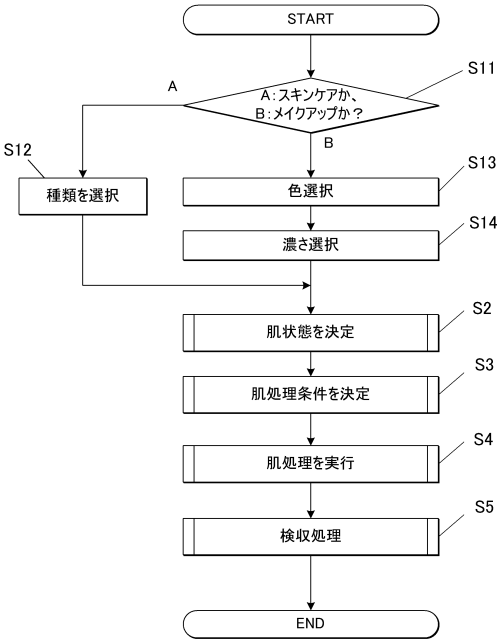 START
S11
A
A:スキンケアか、
B:メイクアップか?
B
S12
種類を選択
S13
色選択
S14
濃さ選択
S2
肌状態を決定
S3
肌処理条件を決定
S4
肌処理を実行
S5
検収処理
END